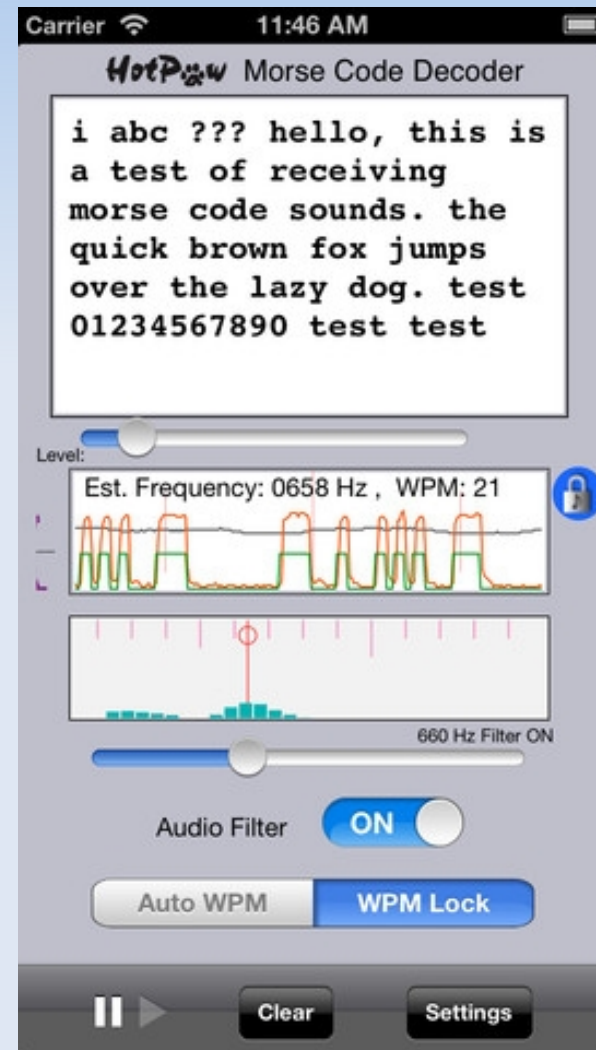 Carrier 11:46 AM
HotPaw Morse Code Decoder
i abc ??? hello, this is
a test of receiving
morse code sounds. the
quick brown fox jumps
over the lazy dog. test
01234567890 test test
Level:
Est. Frequency: 0658 Hz , WPM: 21
660 Hz Filter ON
Audio Filter ON
Auto WPM WPM Lock
Clear Settings